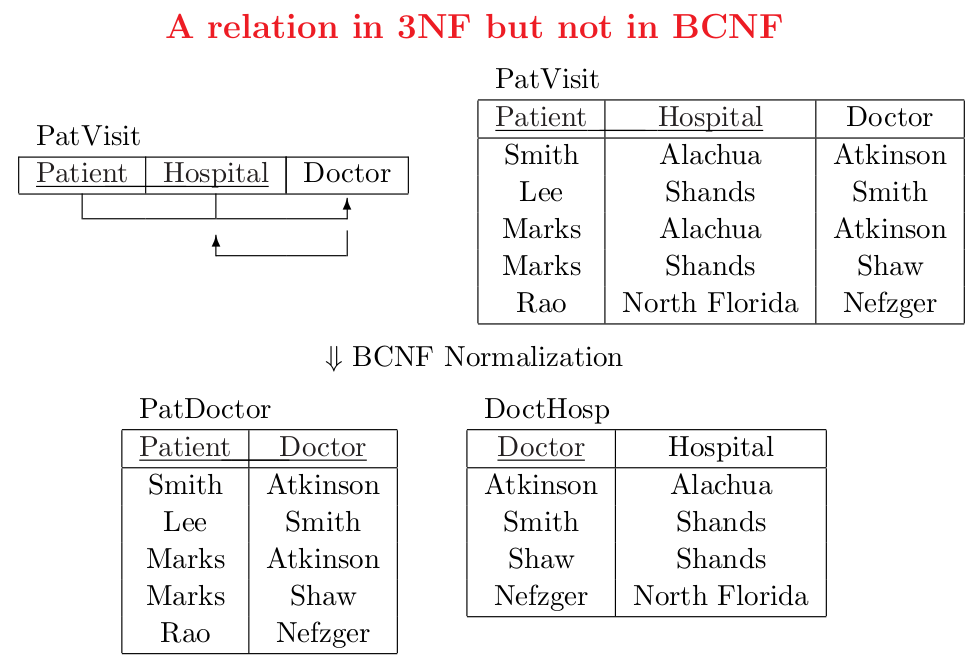 A relation in 3NF but not in BCNF
PatVisit
Patient Hospital Doctor
PatVisit
Patient Hospital Doctor
Smith Alachua Atkinson
Lee Shands Smith
Marks Alachua Atkinson
Marks Shands Shaw
Rao North Florida Nefzger
⇓ BCNF Normalization
PatDoctor
Patient Doctor
Smith Atkinson
Lee Smith
Marks Atkinson
Marks Shaw
Rao Nefzger
DoctHosp
Doctor Hospital
Atkinson Alachua
Smith Shands
Shaw Shands
Nefzger North Florida